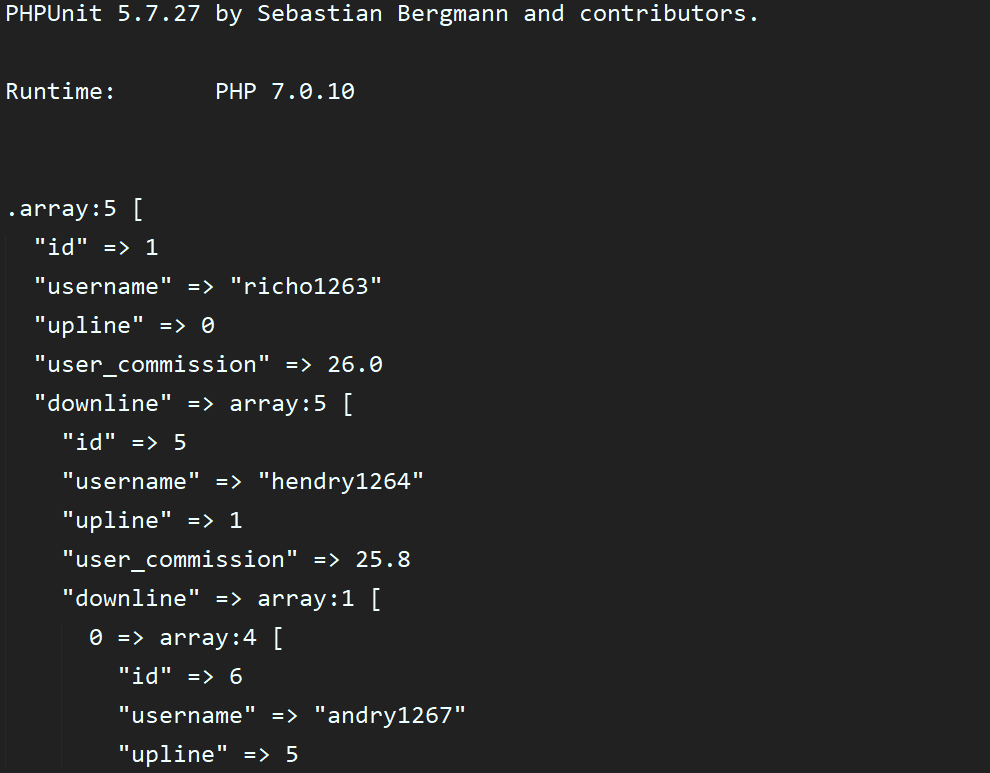 PHPUnit 5.7.27 by Sebastian Bergmann and contributors.
Runtime:       PHP 7.0.10
.array:5 [
  "id" => 1
  "username" => "richo1263"
  "upline" => 0
  "user_commission" => 26.0
  "downline" => array:5 [
    "id" => 5
    "username" => "hendry1264"
    "upline" => 1
    "user_commission" => 25.8
    "downline" => array:1 [
      0 => array:4 [
        "id" => 6
        "username" => "andry1267"
        "upline" => 5